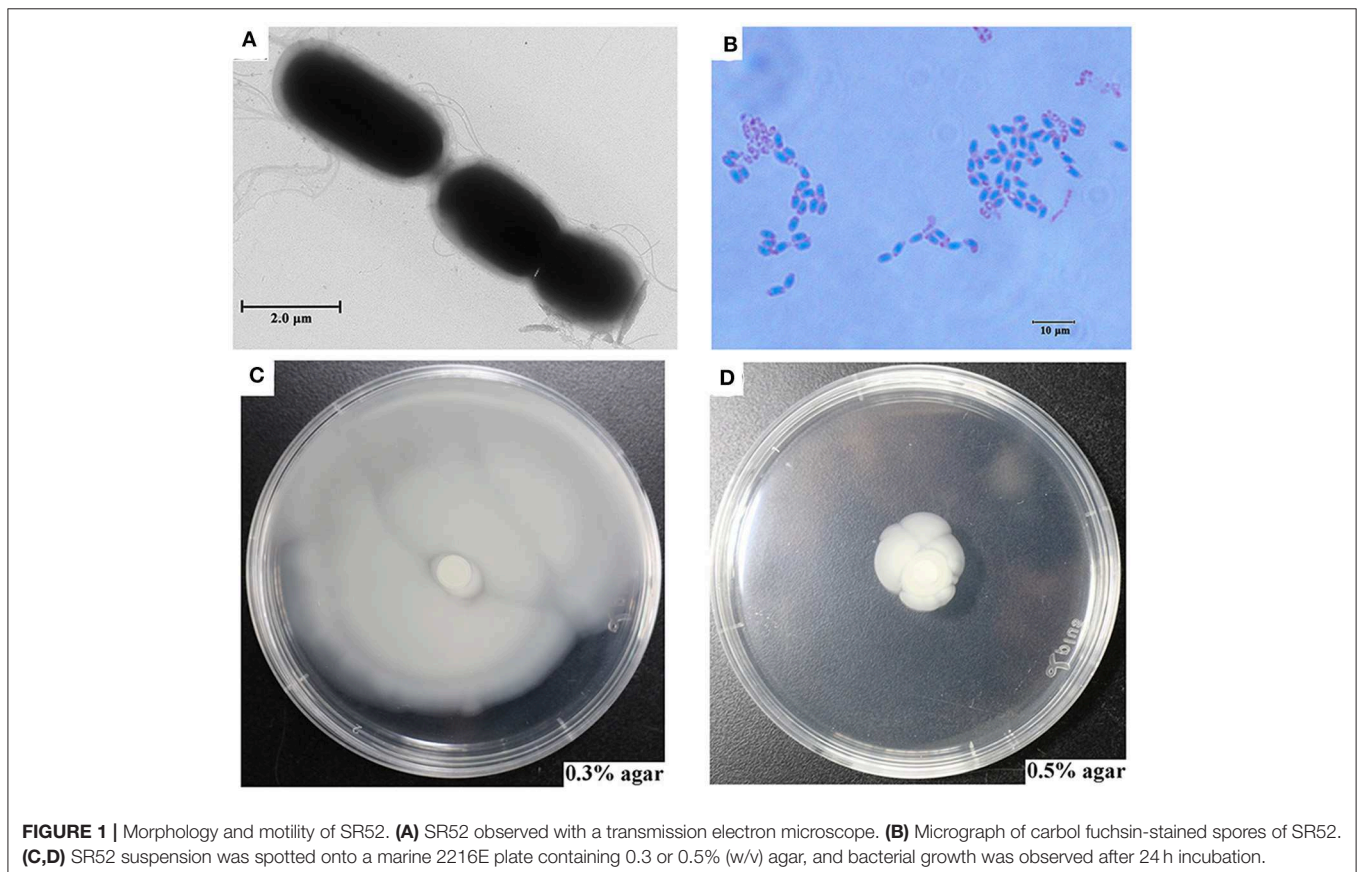 A
2.0 μm
B
10 μm
C
0.3% agar
D
0.5% agar
FIGURE 1 | Morphology and motility of SR52. (A) SR52 observed with a transmission electron microscope. (B) Micrograph of carbol fuchsin-stained spores of SR52.
(C,D) SR52 suspension was spotted onto a marine 2216E plate containing 0.3 or 0.5% (w/v) agar, and bacterial growth was observed after 24 h incubation.